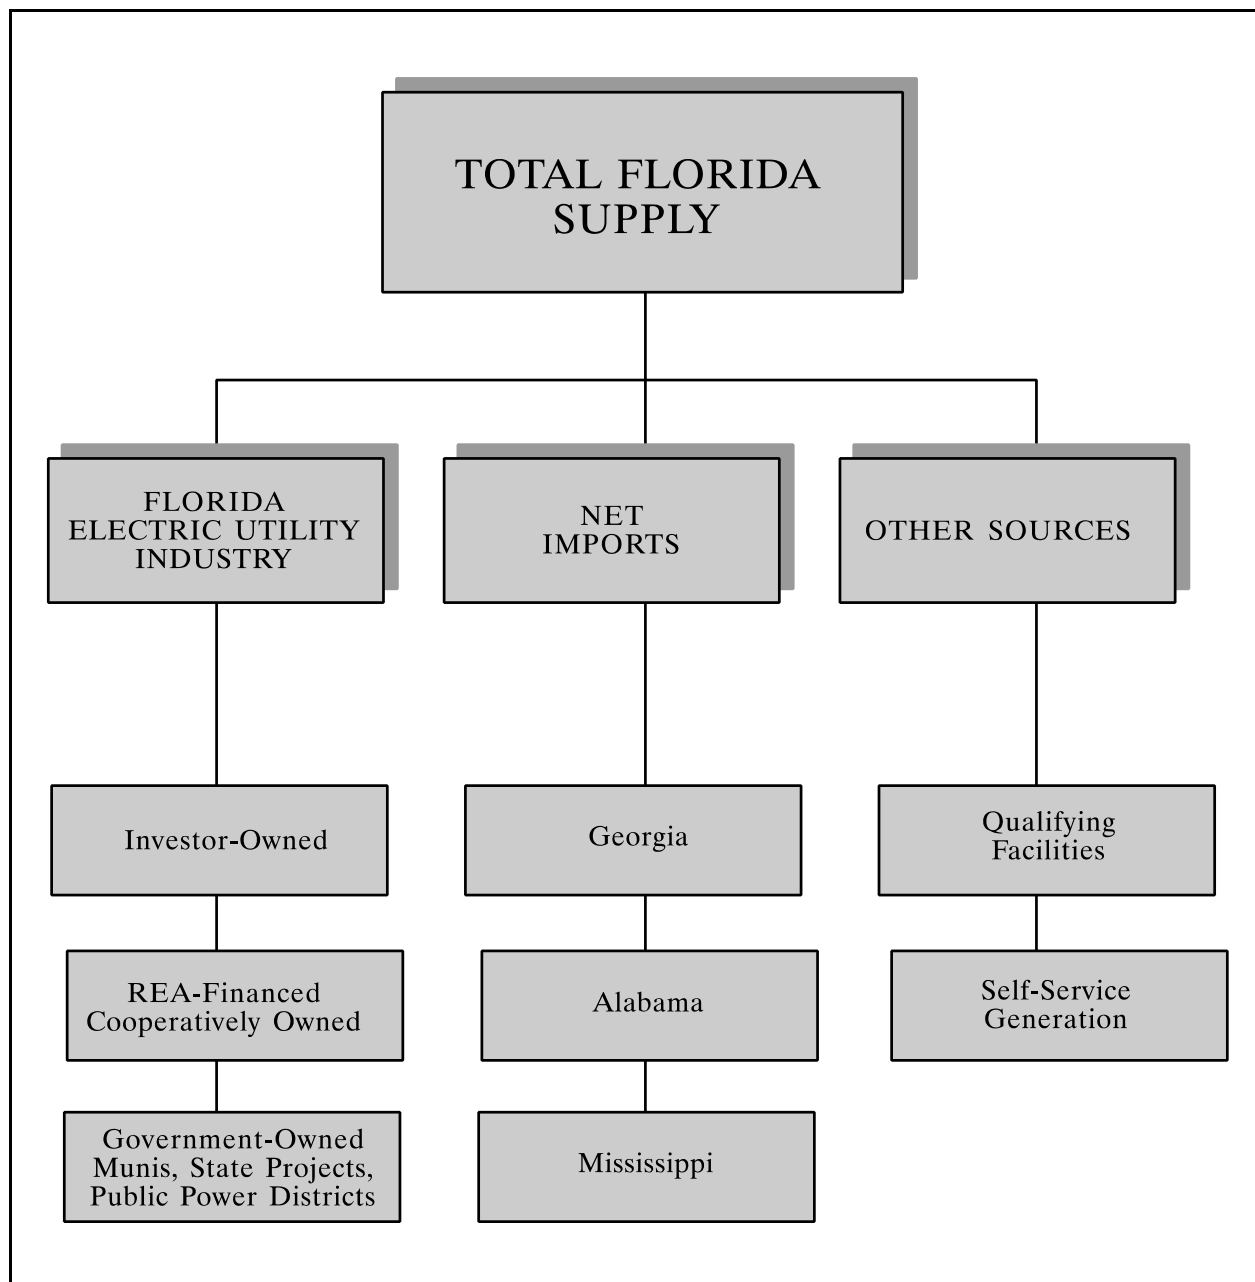 TOTAL FLORIDA
SUPPLY
FLORIDA
ELECTRIC UTILITY
INDUSTRY
NET
IMPORTS
OTHER SOURCES
Investor-Owned
Georgia
Qualifying
Facilities
REA-Financed
Cooperatively Owned
Alabama
Self-Service
Generation
Government-Owned
Munis, State Projects,
Public Power Districts
Mississippi